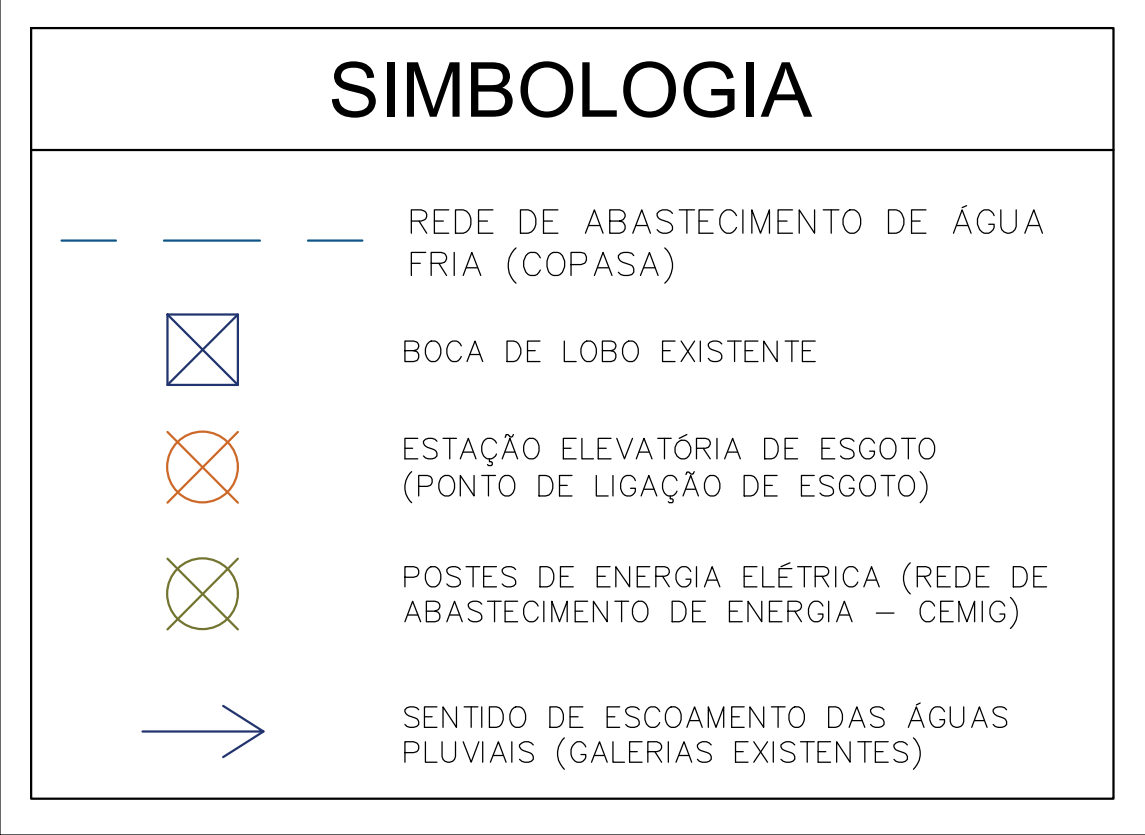 SIMBOLOGIA
REDE DE ABASTECIMENTO DE ÁGUA
FRIA (COPASA)
BOCA DE LOBO EXISTENTE
ESTAÇÃO ELEVATÓRIA DE ESGOTO
(PONTO DE LIGAÇÃO DE ESGOTO)
POSTES DE ENERGIA ELÉTRICA (REDE DE
ABASTECIMENTO DE ENERGIA – CEMIG)
SENTIDO DE ESCOAMENTO DAS ÁGUAS
PLUVIAIS (GALERIAS EXISTENTES)